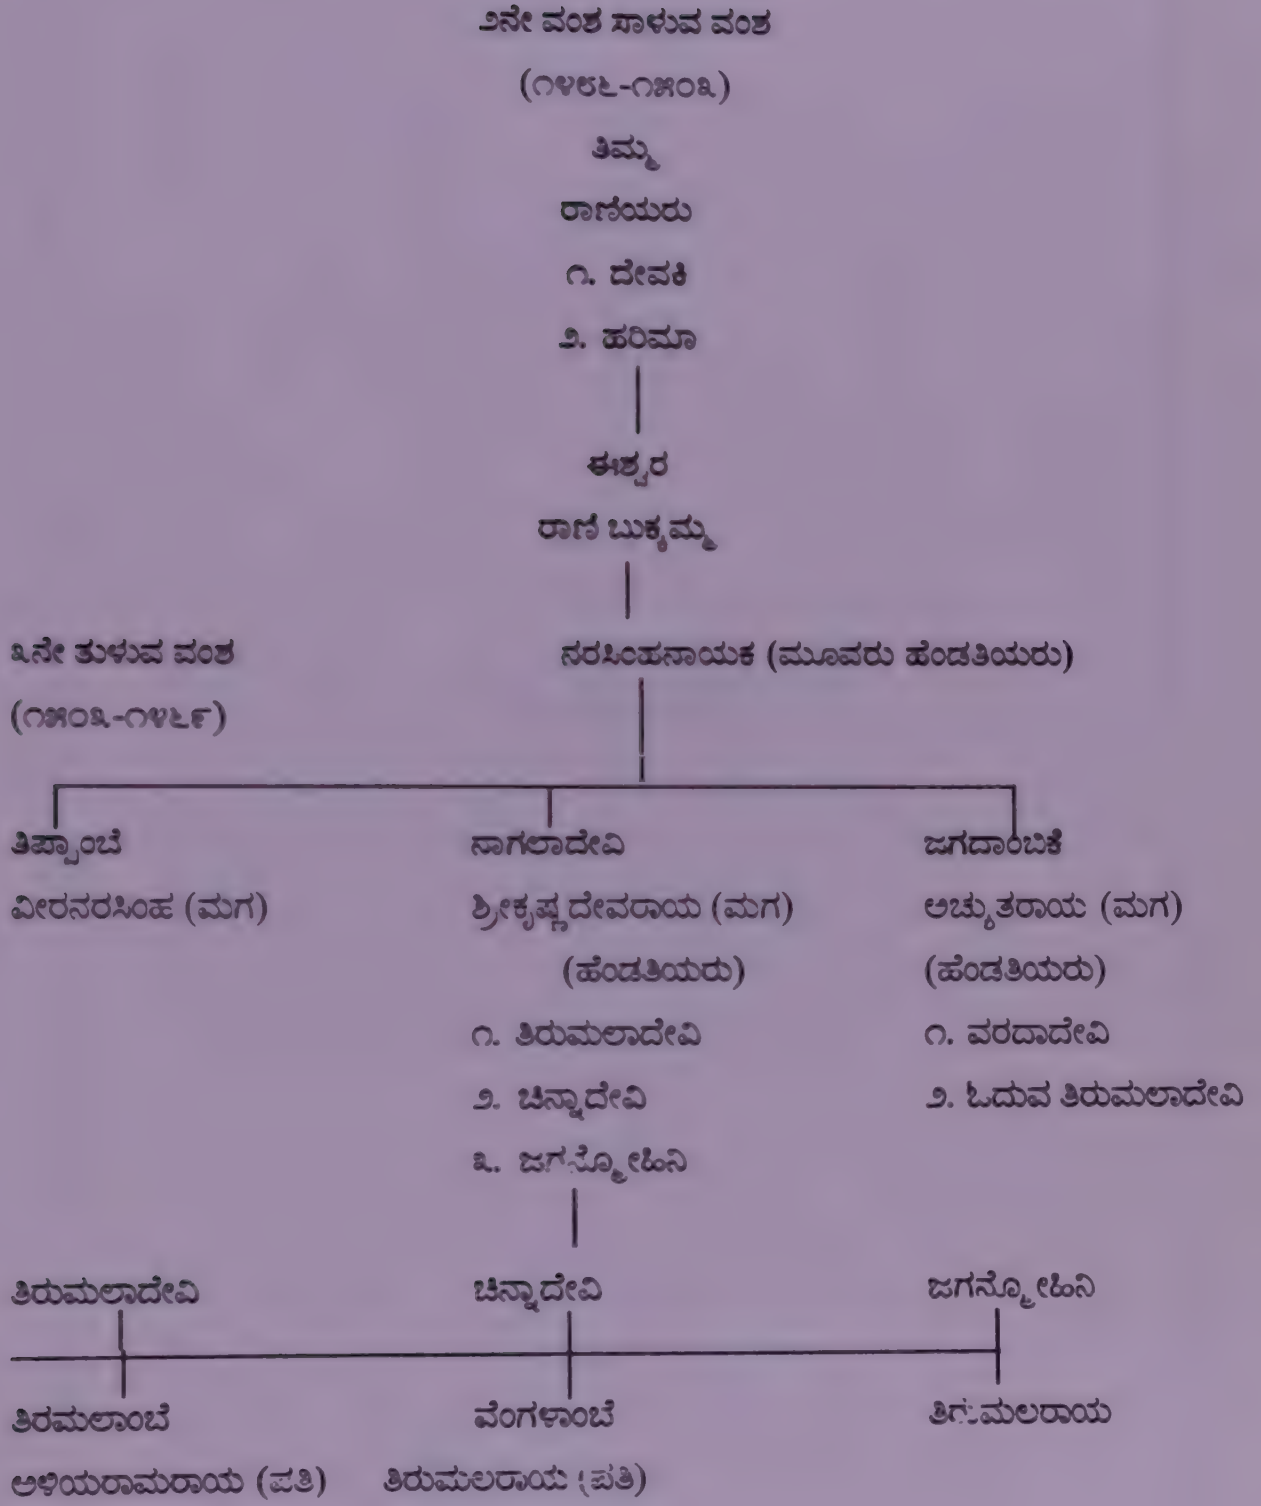 ೨ನೇ ವಂಶ ಸಾಳುವ ವಂಶ
(೧೪೮೬-೧೫೦೩)
ತಿಮ್ಮ
ರಾಣಿಯರು
೧. ದೇವಕಿ
೨. ಹರಿಮಾ
ಈಶ್ವರ
ರಾಣಿ ಬುಕ್ಕಮ್ಮ
೩ನೇ ತುಳುವ ವಂಶ ನರಸಿಂಹನಾಯಕ (ಮೂವರು ಹೆಂಡತಿಯರು)
(೧೫೦೩-೧೪೬೯)
ತಿಪ್ಪಾಂಬೆ ನಾಗಲಾದೇವಿ ಜಗದಾಂಬಿಕೆ
ವೀರನರಸಿಂಹ (ಮಗ) ಶ್ರೀಕೃಷ್ಣದೇವರಾಯ (ಮಗ) ಅಚ್ಯುತರಾಯ (ಮಗ)
(ಹೆಂಡತಿಯರು) (ಹೆಂಡತಿಯರು)
೧. ತಿರುಮಲಾದೇವಿ ೧. ವರದಾದೇವಿ
೨. ಚಿನ್ನಾದೇವಿ ೨. ಓದುವ ತಿರುಮಲಾದೇವಿ
೩. ಜಗನ್ಮೋಹಿನಿ
ತಿರುಮಲಾದೇವಿ ಚಿನ್ನಾದೇವಿ ಜಗನ್ಮೋಹಿನಿ
ತಿರಮಲಾಂಬೆ ವೆಂಗಳಾಂಬೆ ತಿರುಮಲರಾಯ
ಅಳಿಯರಾಮರಾಯ (ಪತಿ) ತಿರುಮಲರಾಯ (ಪತಿ)